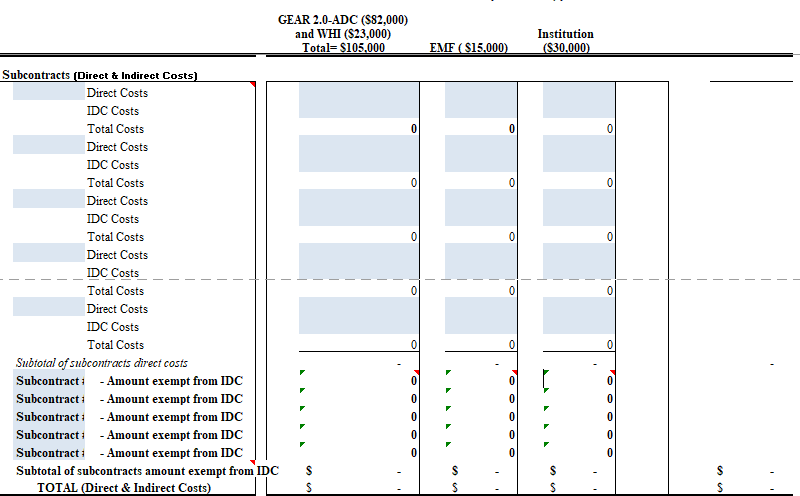 GEAR 2.0-ADC ($82,000)
and WHI ($23,000)
Total= $105,000 EMF ( $15,000) Institution
($30,000)
Subcontracts (Direct & Indirect Costs)
Direct Costs
IDC Costs
Total Costs 0 0 0
Direct Costs
IDC Costs
Total Costs 0 0 0
Direct Costs
IDC Costs
Total Costs 0 0 0
Direct Costs
IDC Costs
Total Costs 0 0 0
Direct Costs
IDC Costs
Total Costs 0 0 0
Subtotal of subcontracts direct costs - - - -
Subcontract - Amount exempt from IDC 0 0 0
Subcontract - Amount exempt from IDC 0 0 0
Subcontract - Amount exempt from IDC 0 0 0
Subcontract - Amount exempt from IDC 0 0 0
Subcontract - Amount exempt from IDC 0 0 0
Subtotal of subcontracts amount exempt from IDC $ - $ - $ - $ -
TOTAL (Direct & Indirect Costs) $ - $ - $ - $ -